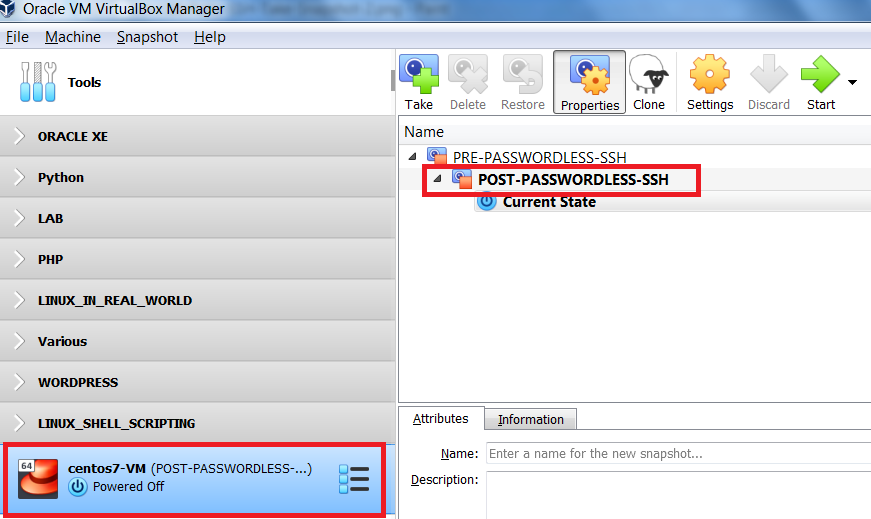 Oracle VM VirtualBox Manager
File Machine Snapshot Help
Tools
Take Delete Restore Properties Clone Settings Discard Start
ORACLE XE
Python
LAB
PHP
LINUX_IN_REAL_WORLD
Various
WORDPRESS
LINUX_SHELL_SCRIPTING
64
centos7-VM (POST-PASSWORDLESS-...)
Powered Off
Name
PRE-PASSWORDLESS-SSH
POST-PASSWORDLESS-SSH
Current State
Attributes Information
Name: Enter a name for the new snapshot...
Description: